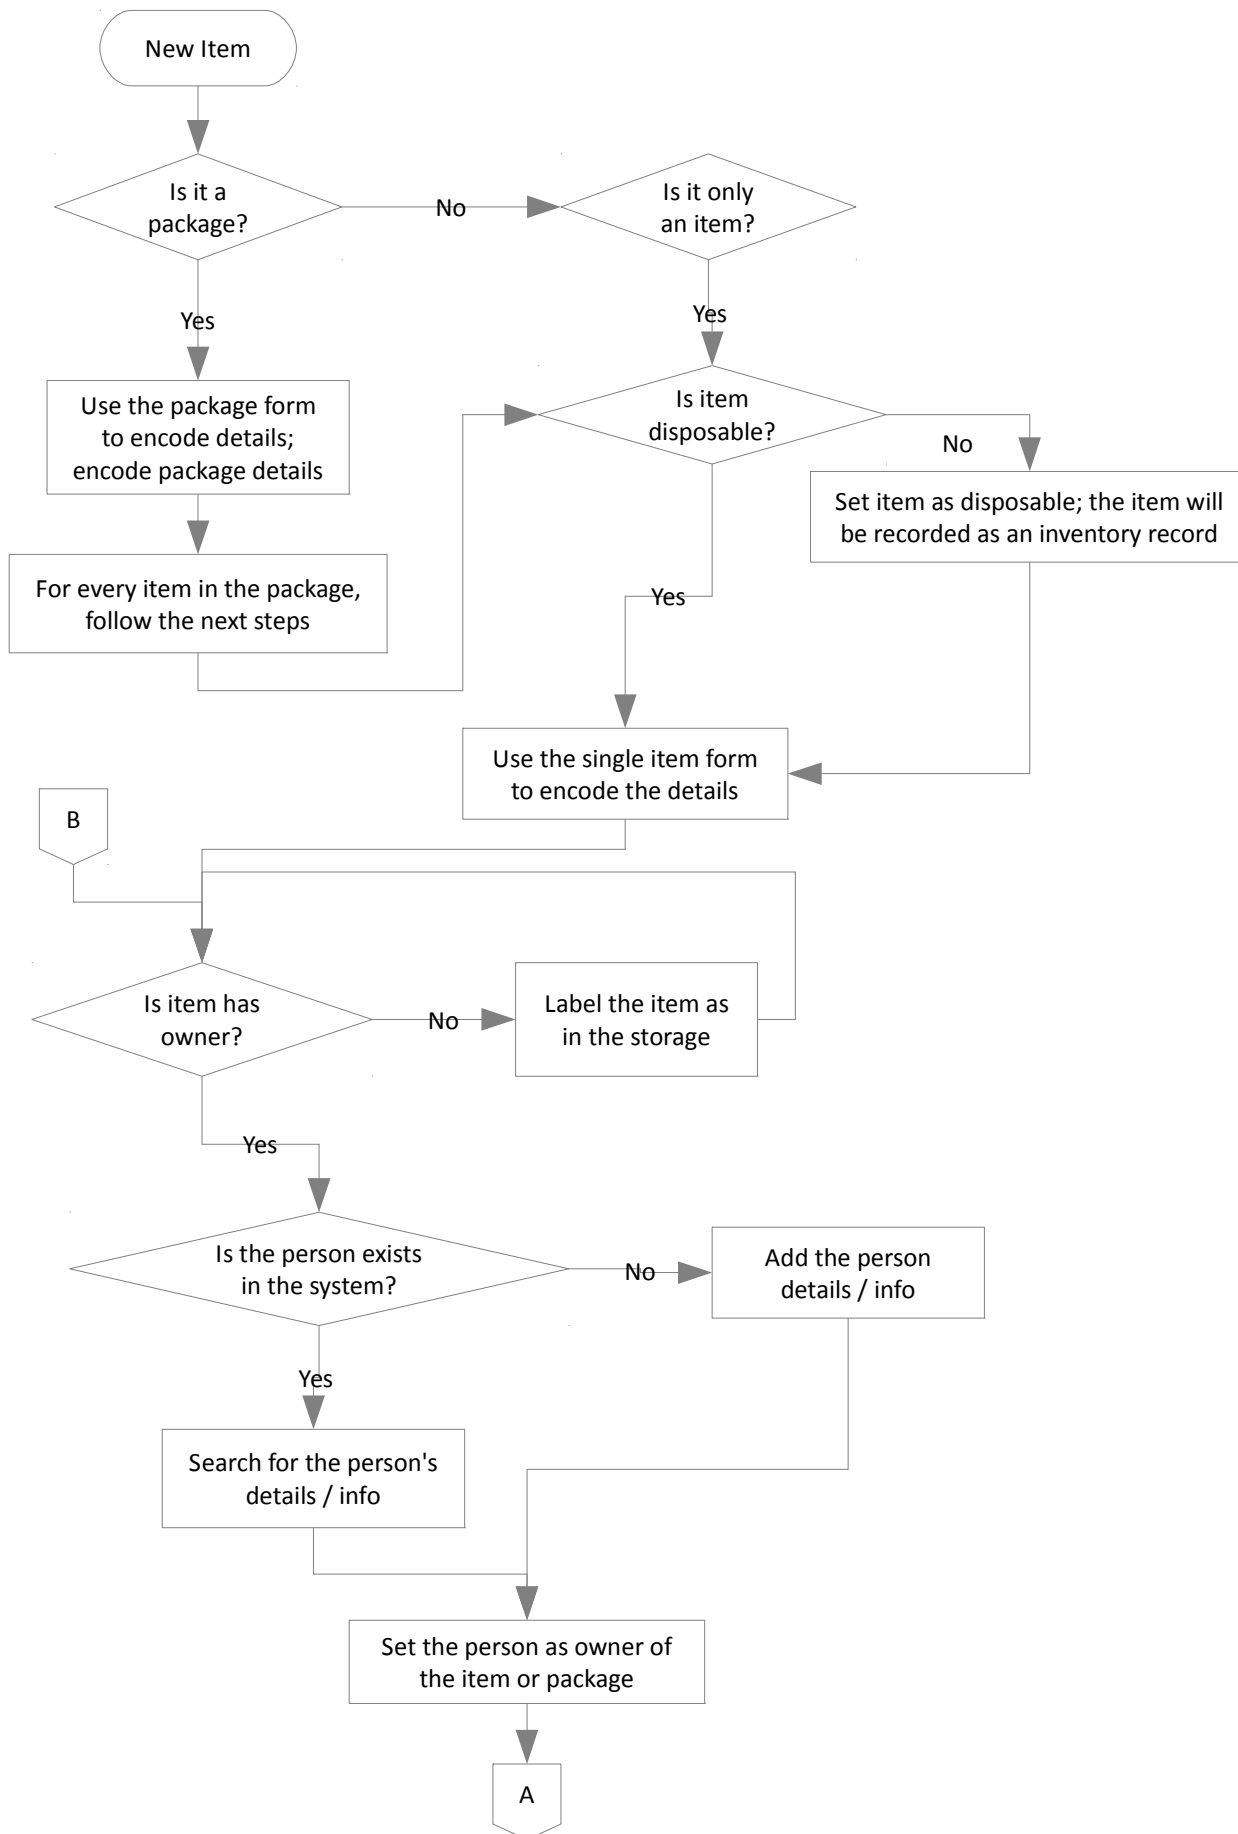 New Item
Is it a
package?
No
Is it only
an item?
Yes
Yes
Use the package form
to encode details;
encode package details
Is item
disposable?
No
Set item as disposable; the item will
be recorded as an inventory record
For every item in the package,
follow the next steps
Yes
Use the single item form
to encode the details
B
Is item has
owner?
No
Label the item as
in the storage
Yes
Is the person exists
in the system?
No
Add the person
details / info
Yes
Search for the person's
details / info
Set the person as owner of
the item or package
A